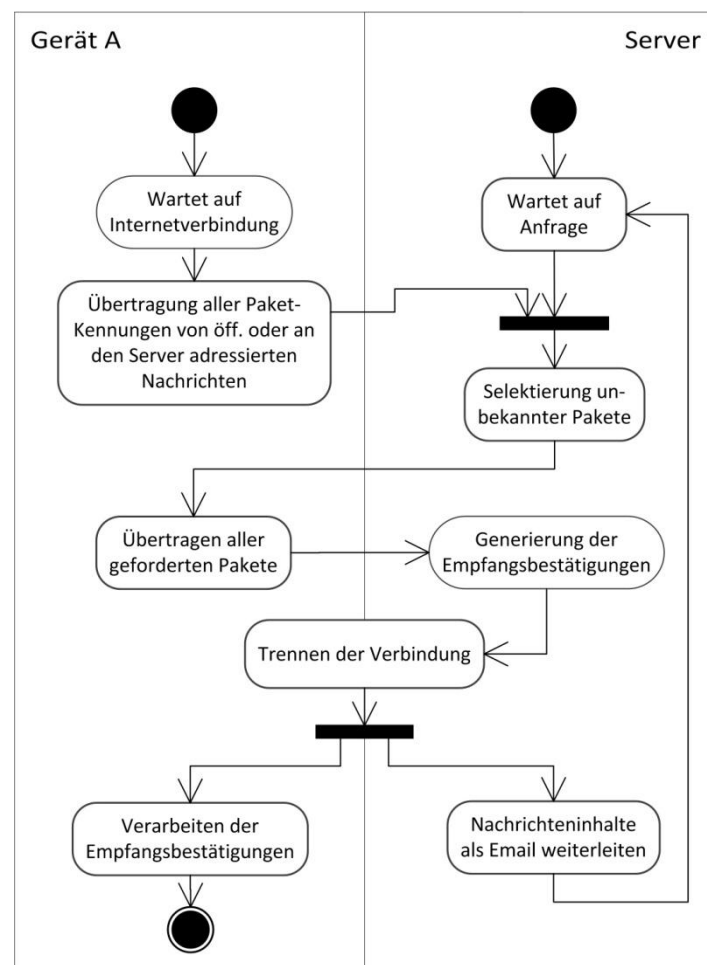 Gerät A
Server
Wartet auf
Internetverbindung
Wartet auf
Anfrage
Übertragung aller Paket-
Kennungen von öff. oder an
den Server adressierten
Nachrichten
Selektierung un-
bekannter Pakete
Übertragen aller
geforderten Pakete
Generierung der
Empfangsbestätigungen
Trennen der Verbindung
Verarbeiten der
Empfangsbestätigungen
Nachrichteninhalte
als Email weiterleiten